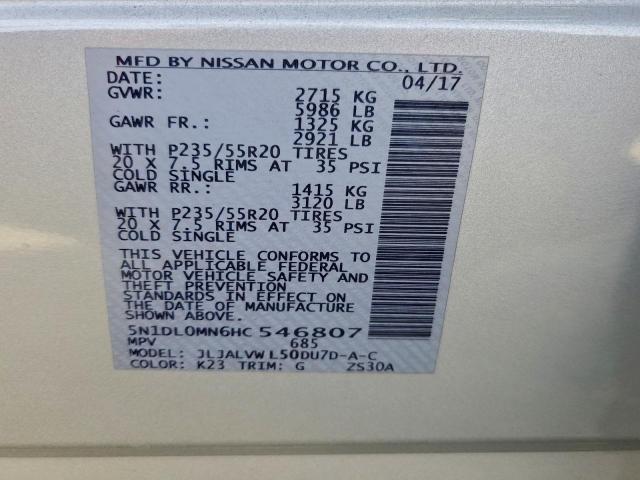 MFD BY NISSAN MOTOR CO., LTD.
DATE: 04/17
GVWR: 2715 KG
5986 LB
GAWR FR.: 1325 KG
2921 LB
WITH P235/55R20 TIRES
20 X 7.5 RIMS AT 35 PSI
COLD SINGLE
GAWR RR.: 1415 KG
3120 LB
WITH P235/55R20 TIRES
20 X 7.5 RIMS AT 35 PSI
COLD SINGLE
THIS VEHICLE CONFORMS TO
ALL APPLICABLE FEDERAL
MOTOR VEHICLE SAFETY AND
THEFT PREVENTION
STANDARDS IN EFFECT ON
THE DATE OF MANUFACTURE
SHOWN ABOVE.
5N1DL0MN6HC 546807
MPV 685
MODEL: JLJALVW L50DU7D-A-C
COLOR: K23 TRIM: G ZS30A